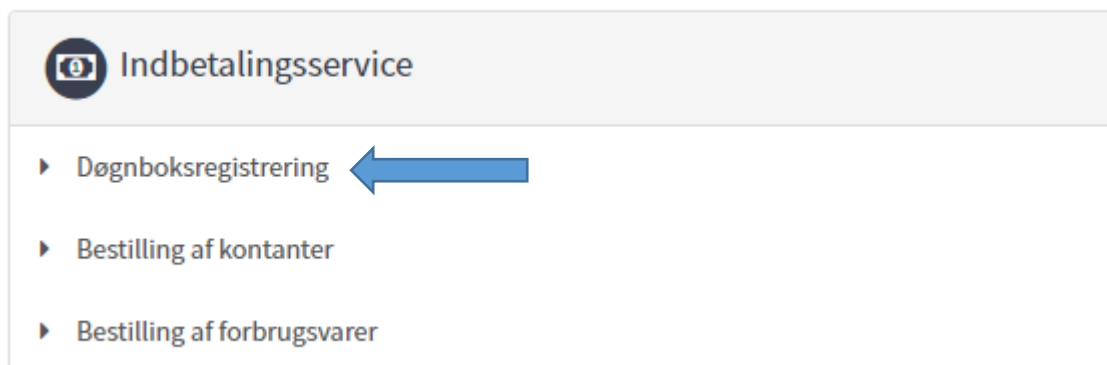 Indbetalingsservice
Døgnboksregistrering
Bestilling af kontanter
Bestilling af forbrugsvarer